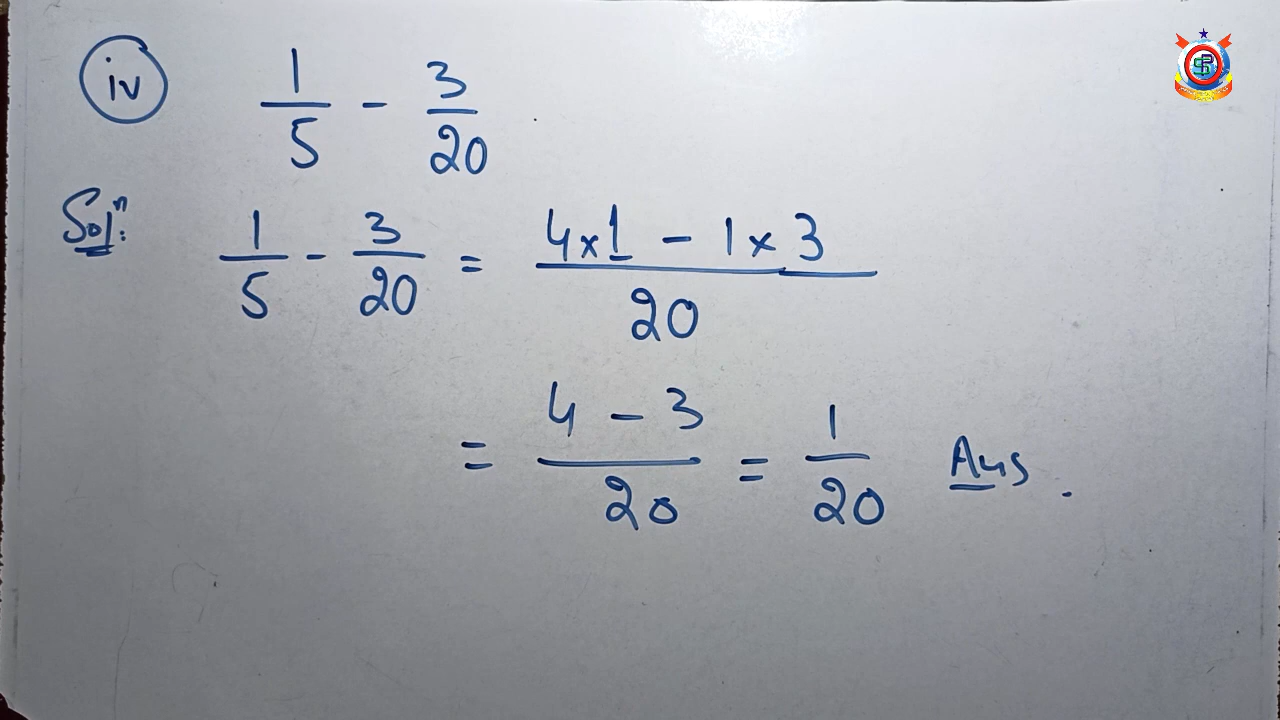 iv 1/5 - 3/20
Solⁿ: 1/5 - 3/20 = (4×1 - 1×3)/20
= (4 - 3)/20 = 1/20 Ans.